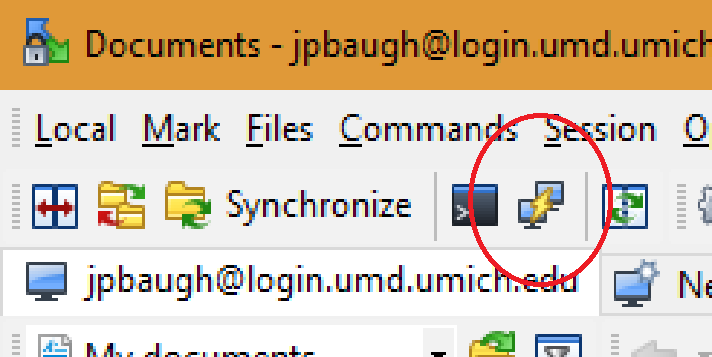 Documents - jpbaugh@login.umd.umich
Local Mark Files Commands Session
Synchronize
jpbaugh@login.umd.umich.edu
My documents